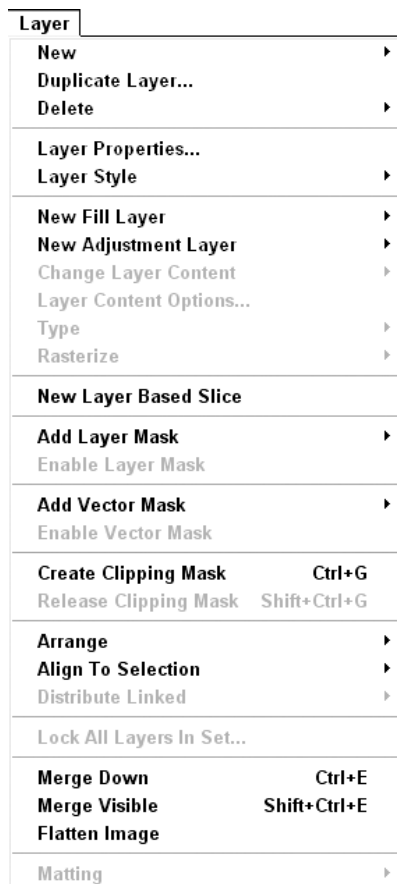 Layer
New
Duplicate Layer...
Delete
Layer Properties...
Layer Style
New Fill Layer
New Adjustment Layer
Change Layer Content
Layer Content Options...
Type
Rasterize
New Layer Based Slice
Add Layer Mask
Enable Layer Mask
Add Vector Mask
Enable Vector Mask
Create Clipping Mask Ctrl+G
Release Clipping Mask Shift+Ctrl+G
Arrange
Align To Selection
Distribute Linked
Lock All Layers In Set...
Merge Down Ctrl+E
Merge Visible Shift+Ctrl+E
Flatten Image
Matting